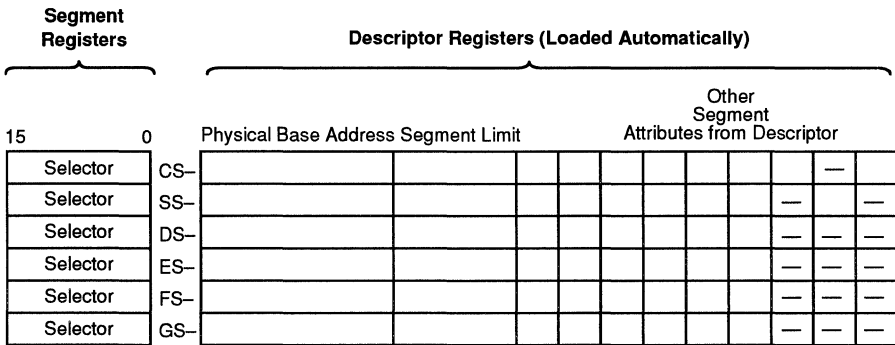 Segment
Registers
Descriptor Registers (Loaded Automatically)
Other
Segment
15 0 Physical Base Address Segment Limit Attributes from Descriptor
Selector CS– —
Selector SS– — —
Selector DS– — — —
Selector ES– — — —
Selector FS– — — —
Selector GS– — — —